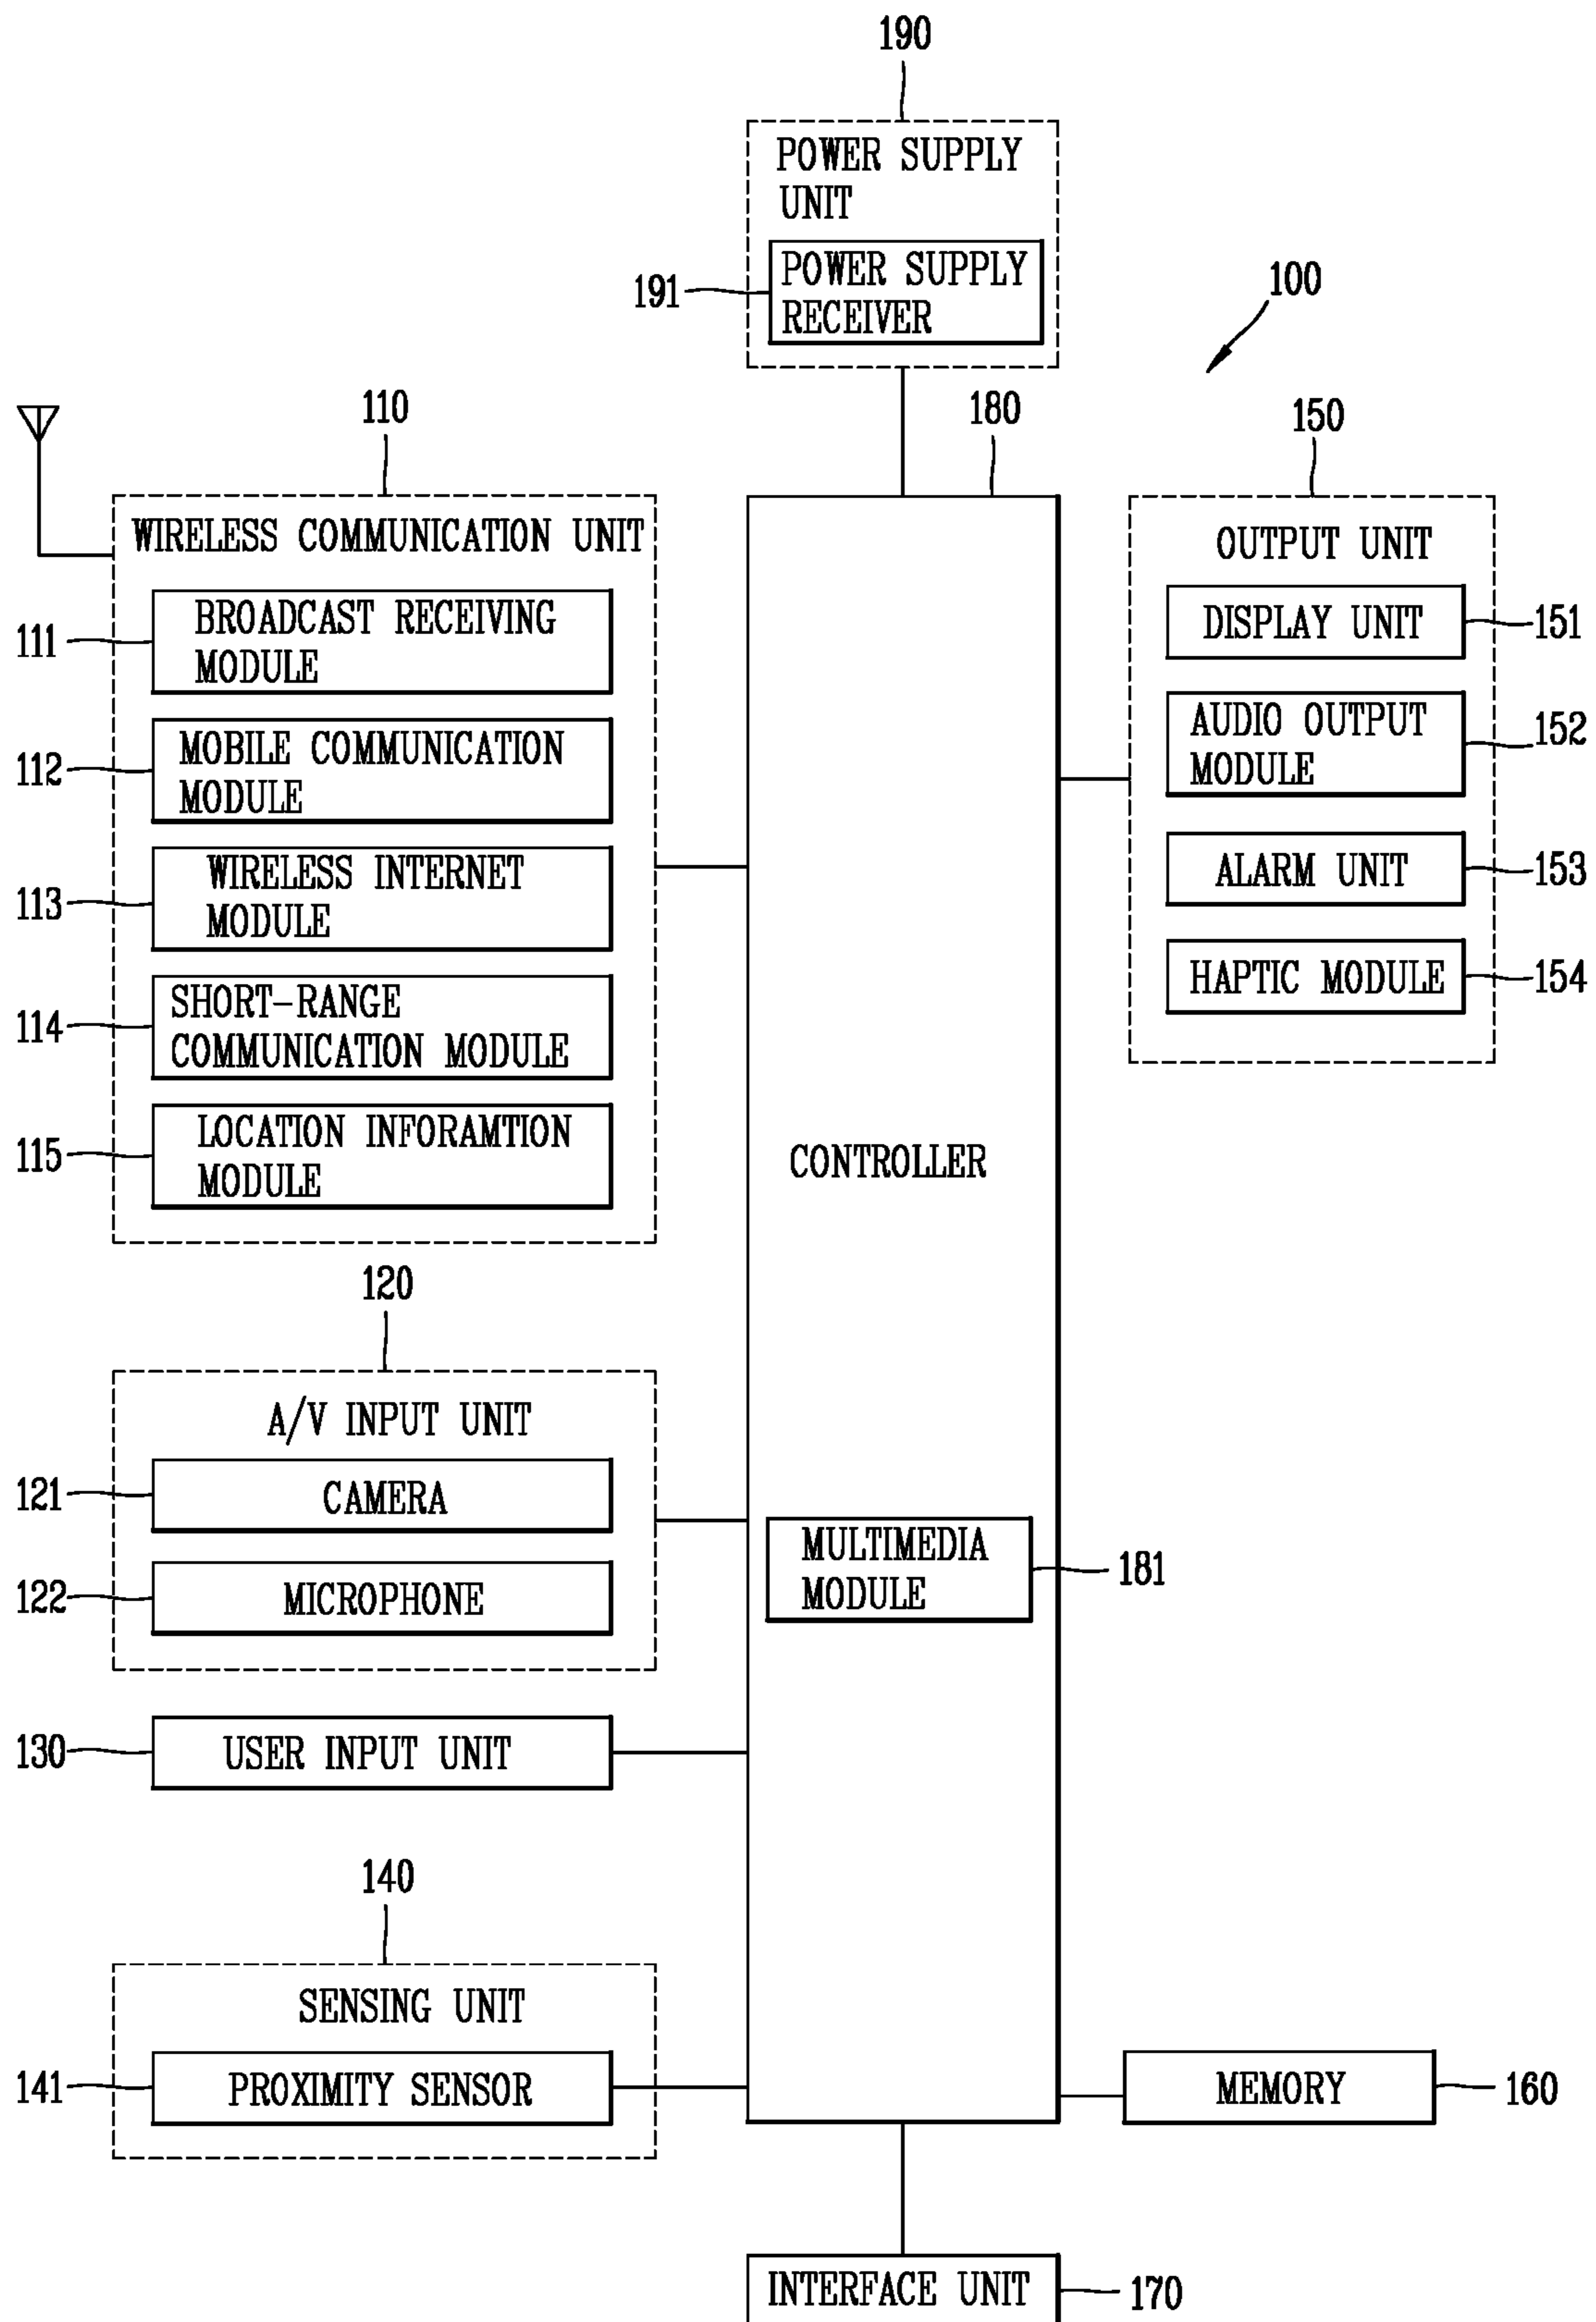 190
POWER SUPPLY
UNIT
191
POWER SUPPLY
RECEIVER
100
110
180
150
WIRELESS COMMUNICATION UNIT
111
BROADCAST RECEIVING
MODULE
112
MOBILE COMMUNICATION
MODULE
113
WIRELESS INTERNET
MODULE
114
SHORT-RANGE
COMMUNICATION MODULE
115
LOCATION INFORAMTION
MODULE
OUTPUT UNIT
DISPLAY UNIT
151
AUDIO OUTPUT
MODULE
152
ALARM UNIT
153
HAPTIC MODULE
154
CONTROLLER
120
A/V INPUT UNIT
121
CAMERA
122
MICROPHONE
MULTIMEDIA
MODULE
181
130
USER INPUT UNIT
140
SENSING UNIT
141
PROXIMITY SENSOR
MEMORY
160
INTERFACE UNIT
170